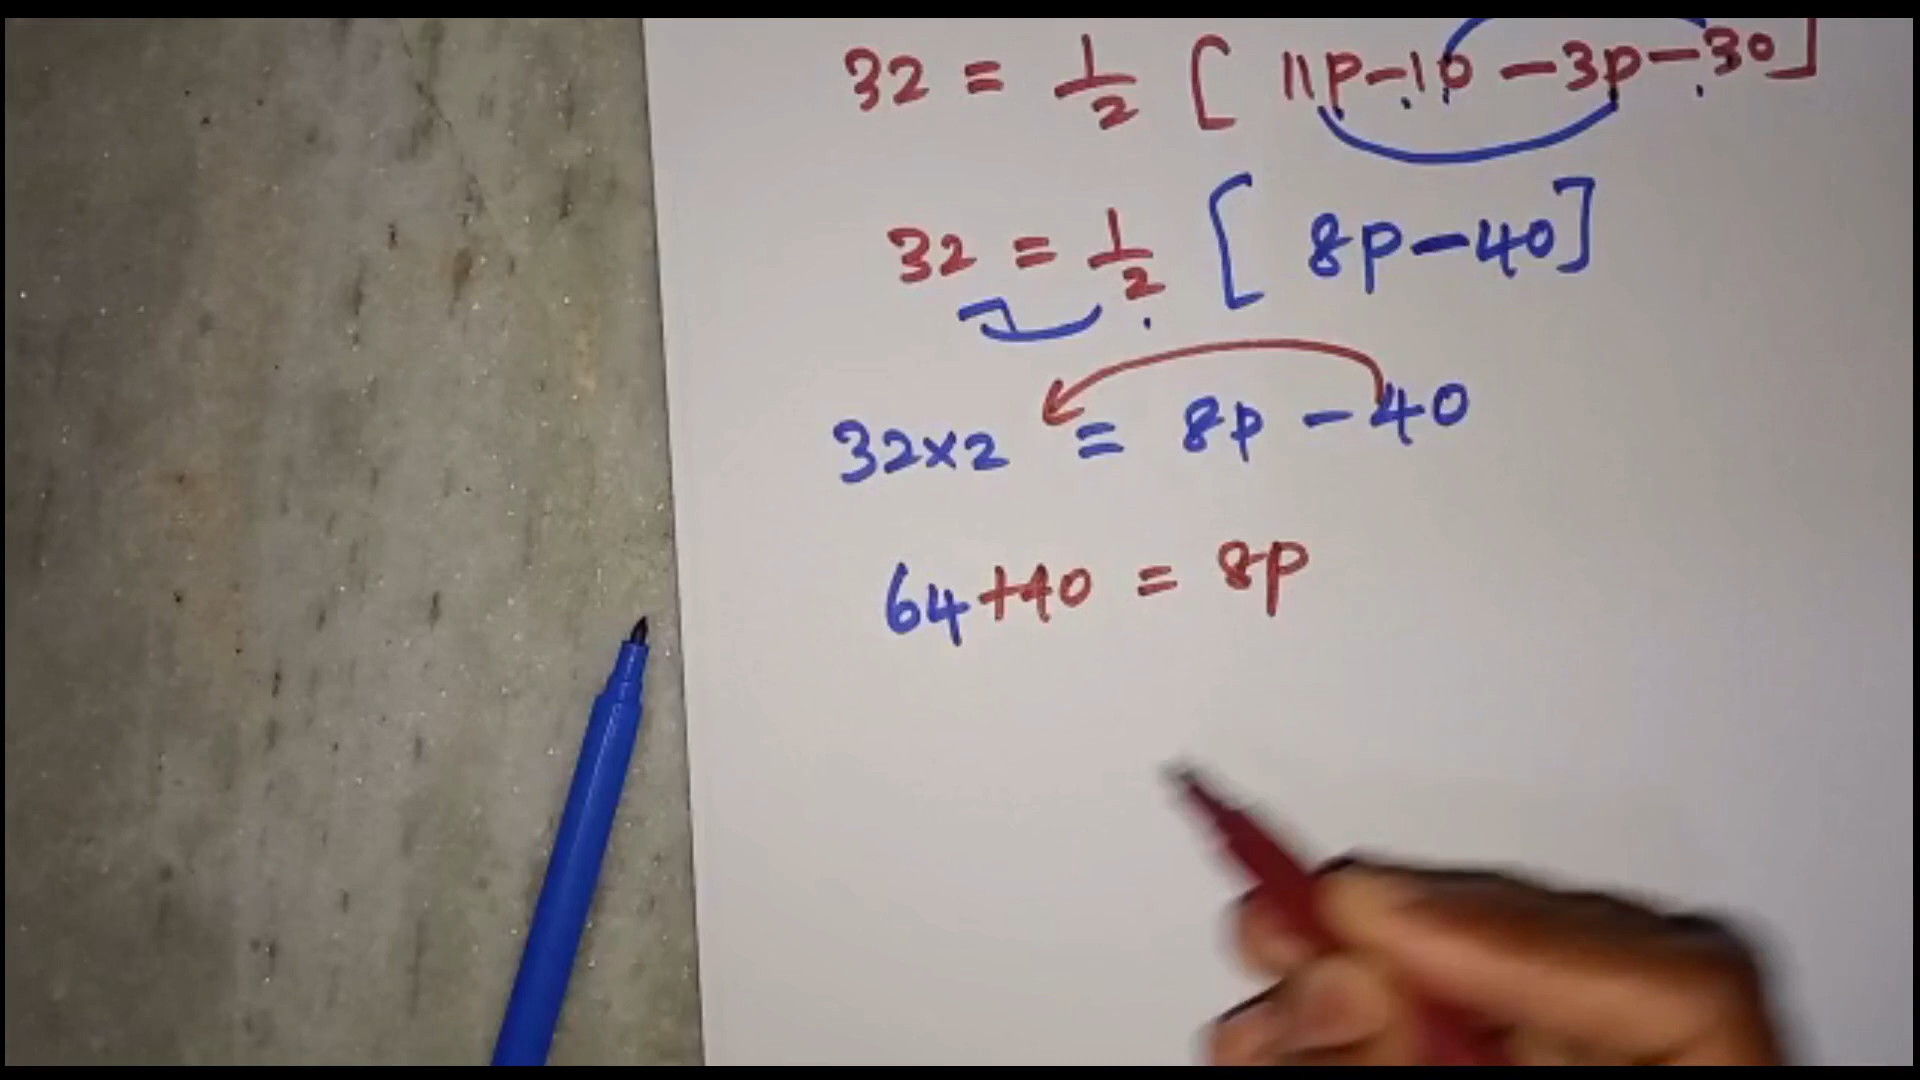 32 = 1/2 [ 11p-10 - 3p-30]
32 = 1/2 [ 8p-40]
32×2 = 8p - 40
64+40 = 8p